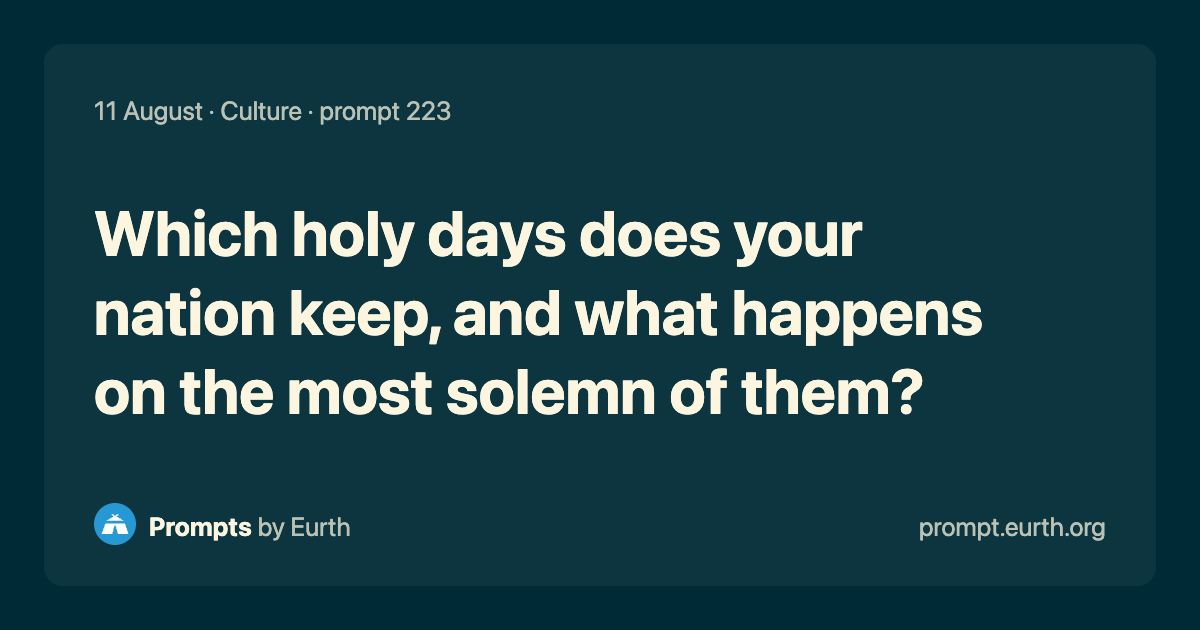 11 August · Culture · prompt 223
Which holy days does your
nation keep, and what happens
on the most solemn of them?
Prompts by Eurth
prompt.eurth.org